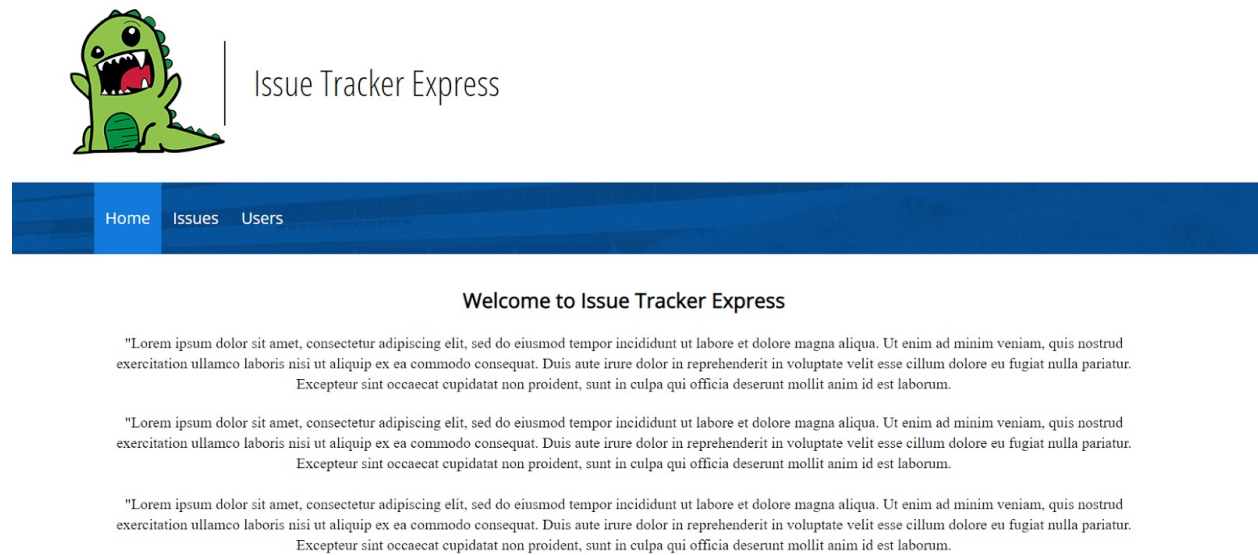 Issue Tracker Express
Home Issues Users
Welcome to Issue Tracker Express
"Lorem ipsum dolor sit amet, consectetur adipiscing elit, sed do eiusmod tempor incididunt ut labore et dolore magna aliqua. Ut enim ad minim veniam, quis nostrud
exercitation ullamco laboris nisi ut aliquip ex ea commodo consequat. Duis aute irure dolor in reprehenderit in voluptate velit esse cillum dolore eu fugiat nulla pariatur.
Excepteur sint occaecat cupidatat non proident, sunt in culpa qui officia deserunt mollit anim id est laborum.
"Lorem ipsum dolor sit amet, consectetur adipiscing elit, sed do eiusmod tempor incididunt ut labore et dolore magna aliqua. Ut enim ad minim veniam, quis nostrud
exercitation ullamco laboris nisi ut aliquip ex ea commodo consequat. Duis aute irure dolor in reprehenderit in voluptate velit esse cillum dolore eu fugiat nulla pariatur.
Excepteur sint occaecat cupidatat non proident, sunt in culpa qui officia deserunt mollit anim id est laborum.
"Lorem ipsum dolor sit amet, consectetur adipiscing elit, sed do eiusmod tempor incididunt ut labore et dolore magna aliqua. Ut enim ad minim veniam, quis nostrud
exercitation ullamco laboris nisi ut aliquip ex ea commodo consequat. Duis aute irure dolor in reprehenderit in voluptate velit esse cillum dolore eu fugiat nulla pariatur.
Excepteur sint occaecat cupidatat non proident, sunt in culpa qui officia deserunt mollit anim id est laborum.